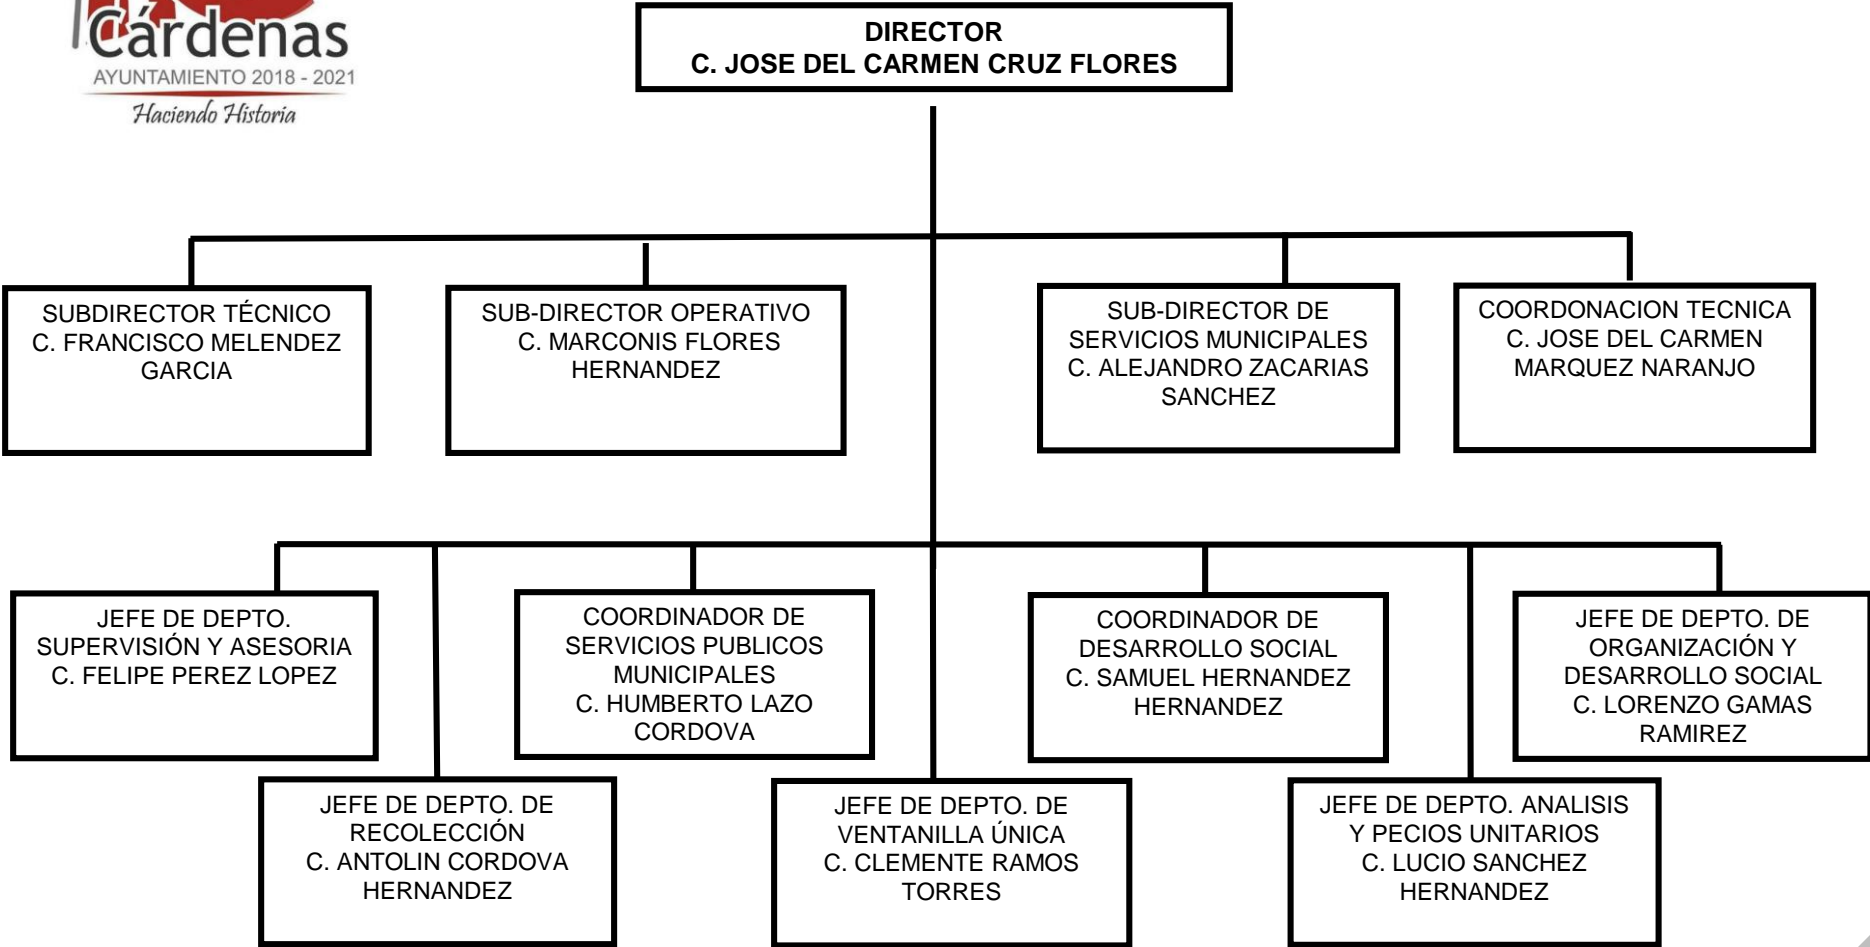 Cárdenas
AYUNTAMIENTO 2018 - 2021
Haciendo Historia
DIRECTOR
C. JOSE DEL CARMEN CRUZ FLORES
SUBDIRECTOR TÉCNICO
C. FRANCISCO MELENDEZ
GARCIA
SUB-DIRECTOR OPERATIVO
C. MARCONIS FLORES
HERNANDEZ
SUB-DIRECTOR DE
SERVICIOS MUNICIPALES
C. ALEJANDRO ZACARIAS
SANCHEZ
COORDONACION TECNICA
C. JOSE DEL CARMEN
MARQUEZ NARANJO
JEFE DE DEPTO.
SUPERVISIÓN Y ASESORIA
C. FELIPE PEREZ LOPEZ
COORDINADOR DE
SERVICIOS PUBLICOS
MUNICIPALES
C. HUMBERTO LAZO
CORDOVA
COORDINADOR DE
DESARROLLO SOCIAL
C. SAMUEL HERNANDEZ
HERNANDEZ
JEFE DE DEPTO. DE
ORGANIZACIÓN Y
DESARROLLO SOCIAL
C. LORENZO GAMAS
RAMIREZ
JEFE DE DEPTO. DE
RECOLECCIÓN
C. ANTOLIN CORDOVA
HERNANDEZ
JEFE DE DEPTO. DE
VENTANILLA ÚNICA
C. CLEMENTE RAMOS
TORRES
JEFE DE DEPTO. ANALISIS
Y PECIOS UNITARIOS
C. LUCIO SANCHEZ
HERNANDEZ